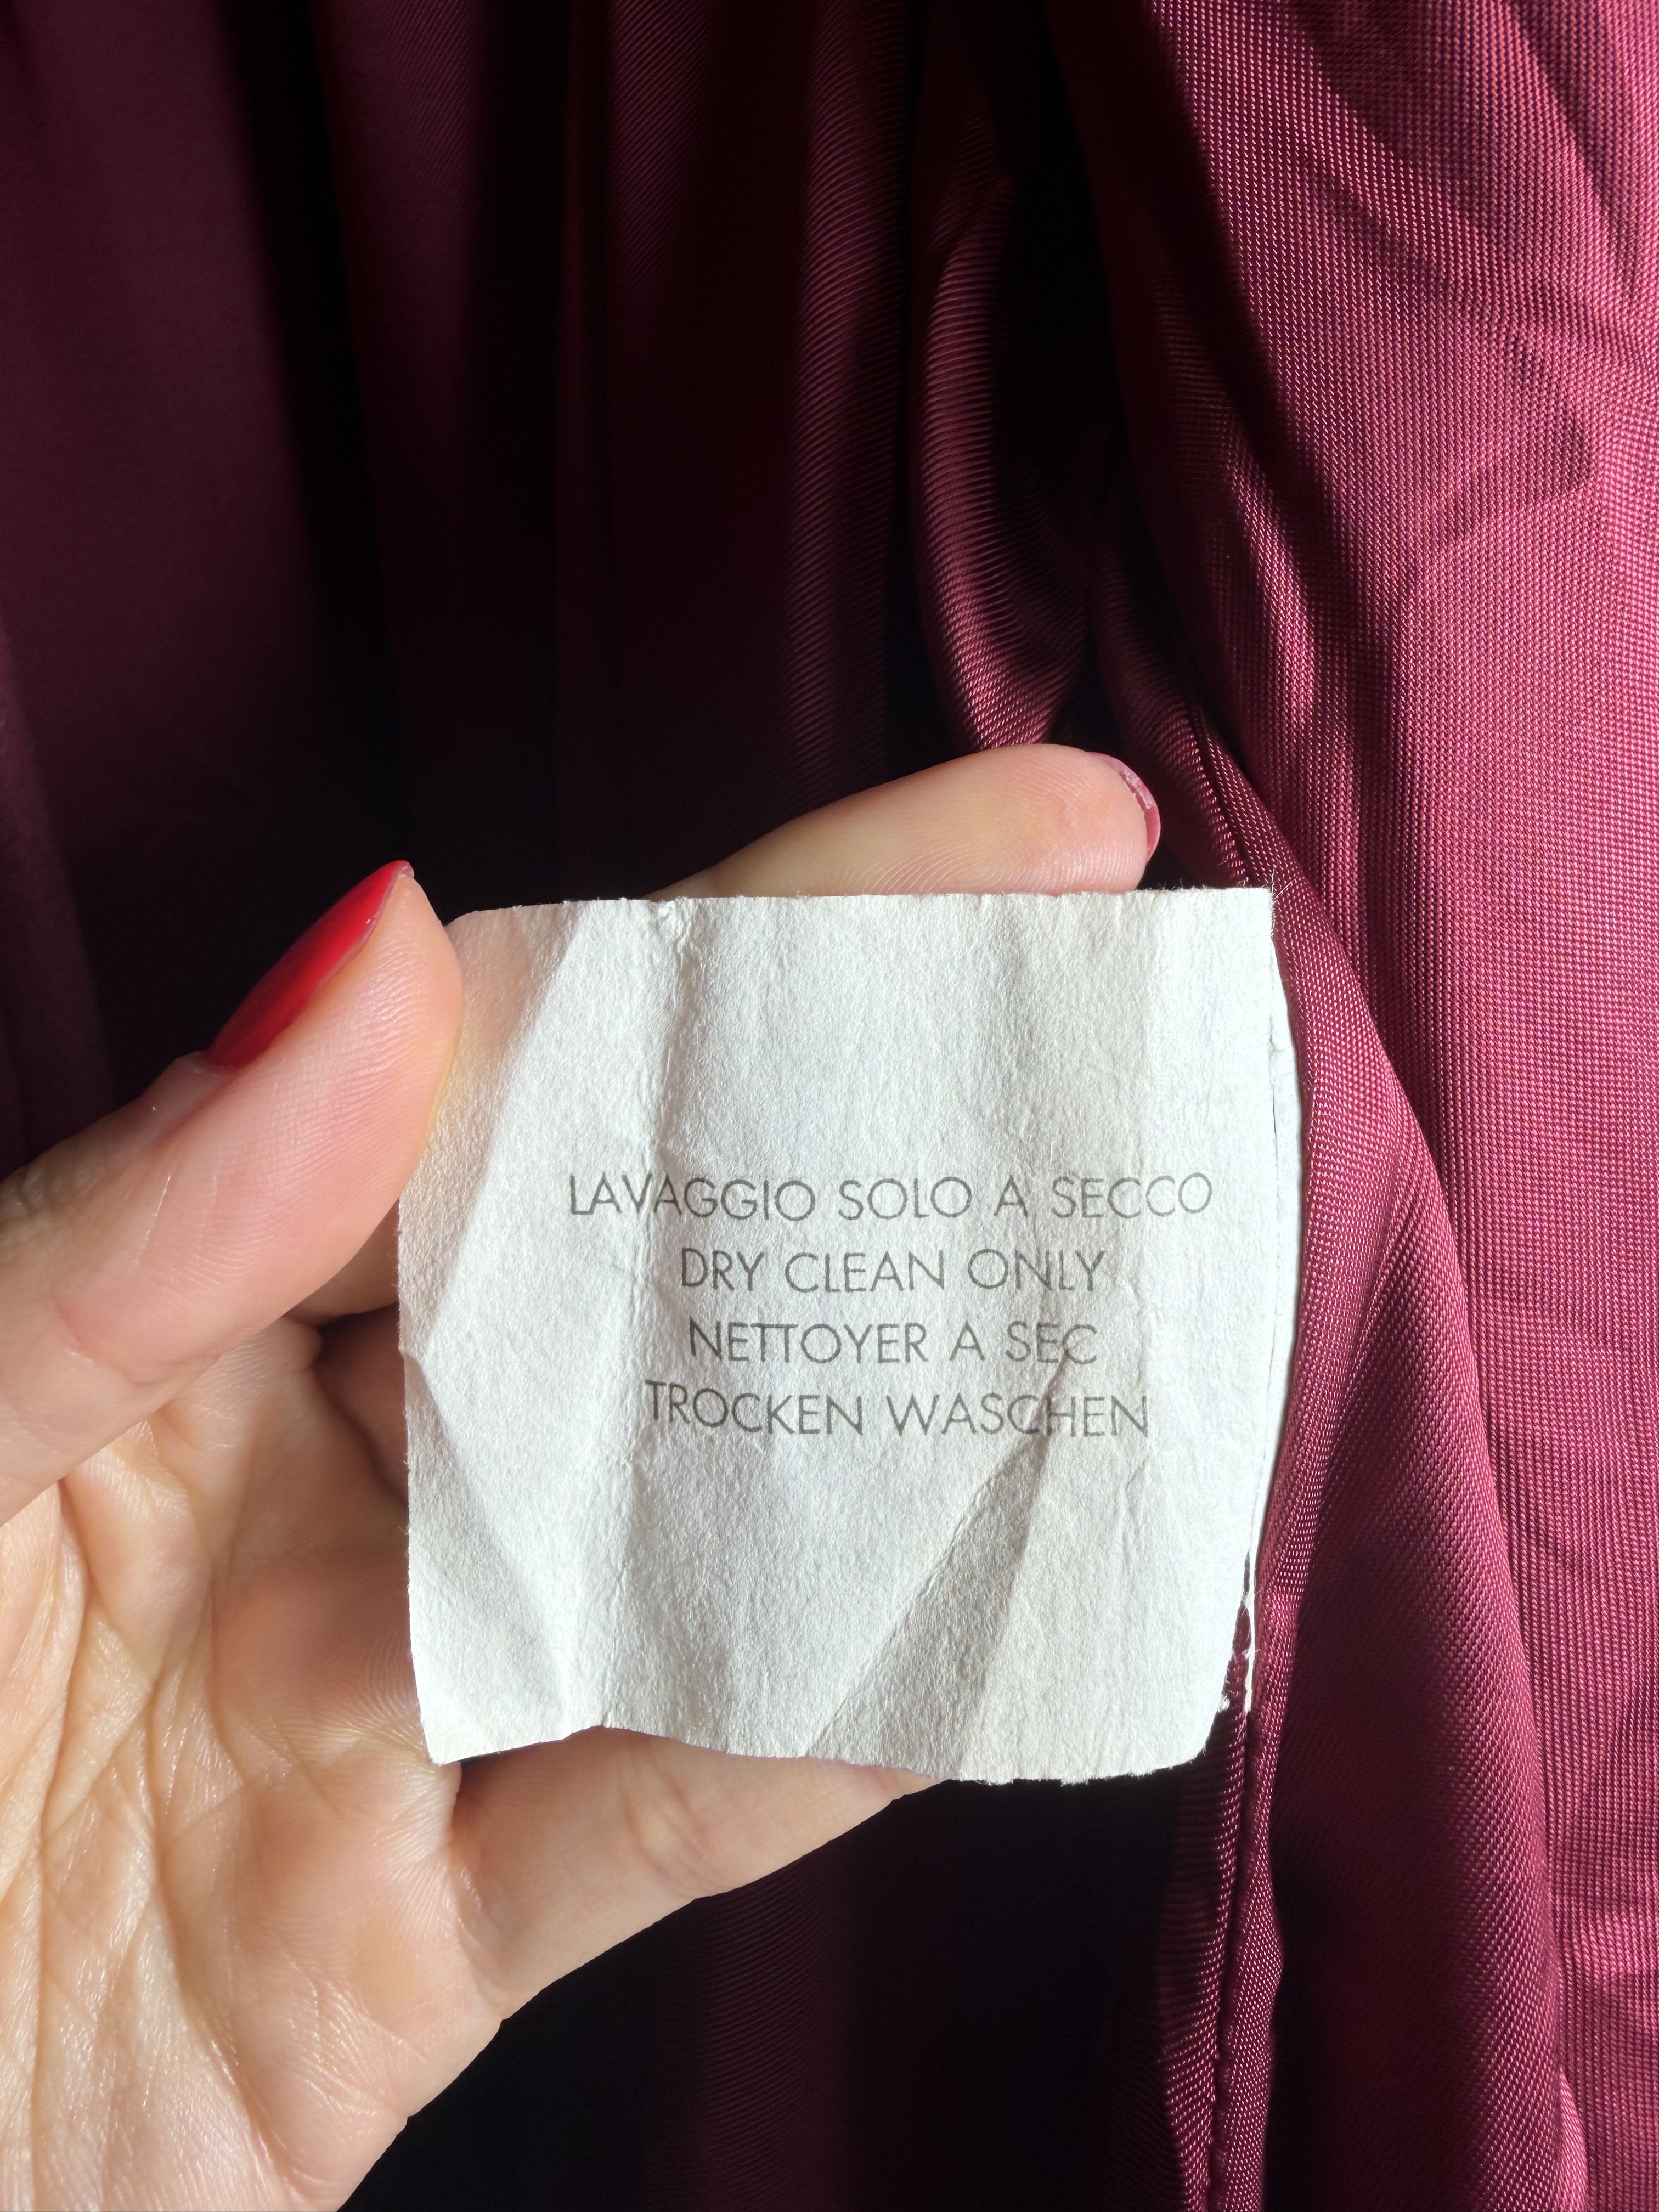 LAVAGGIO SOLO A SECCO
DRY CLEAN ONLY
NETTOYER A SEC
TROCKEN WASCHEN